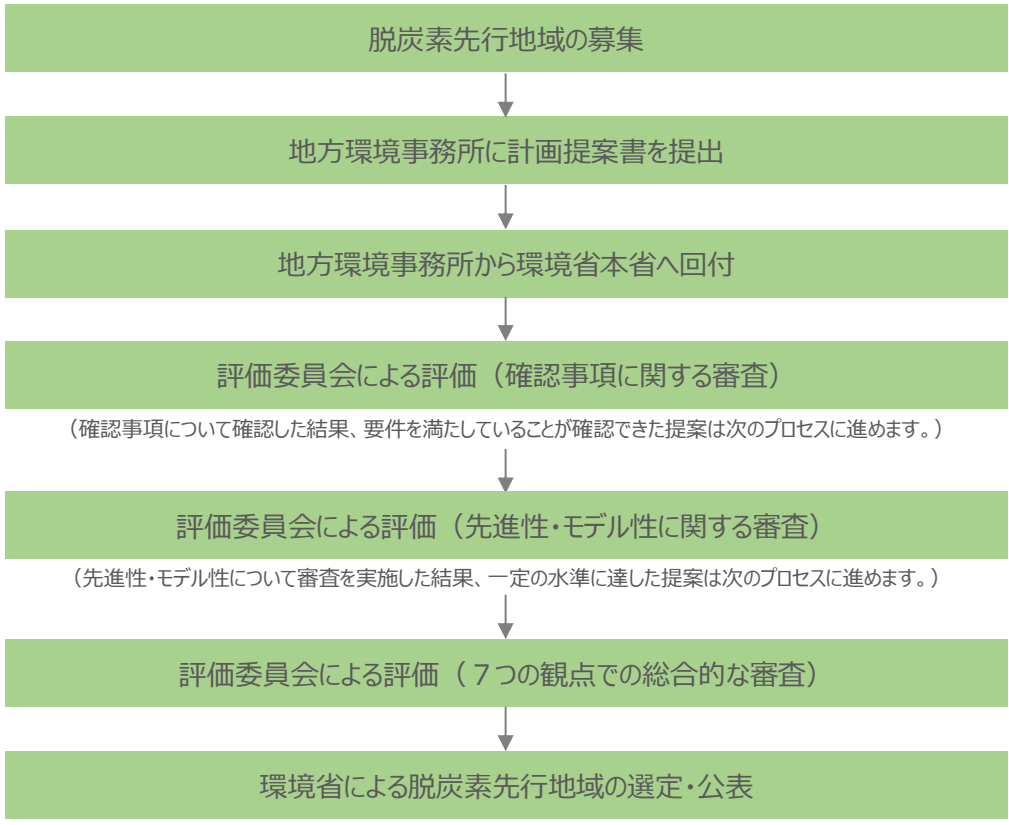 脱炭素先行地域の募集
地方環境事務所に計画提案書を提出
地方環境事務所から環境省本省へ回付
評価委員会による評価（確認事項に関する審査）
（確認事項について確認した結果、要件を満たしていることが確認できた提案は次のプロセスに進めます。）
評価委員会による評価（先進性・モデル性に関する審査）
（先進性・モデル性について審査を実施した結果、一定の水準に達した提案は次のプロセスに進めます。）
評価委員会による評価（７つの観点での総合的な審査）
環境省による脱炭素先行地域の選定・公表